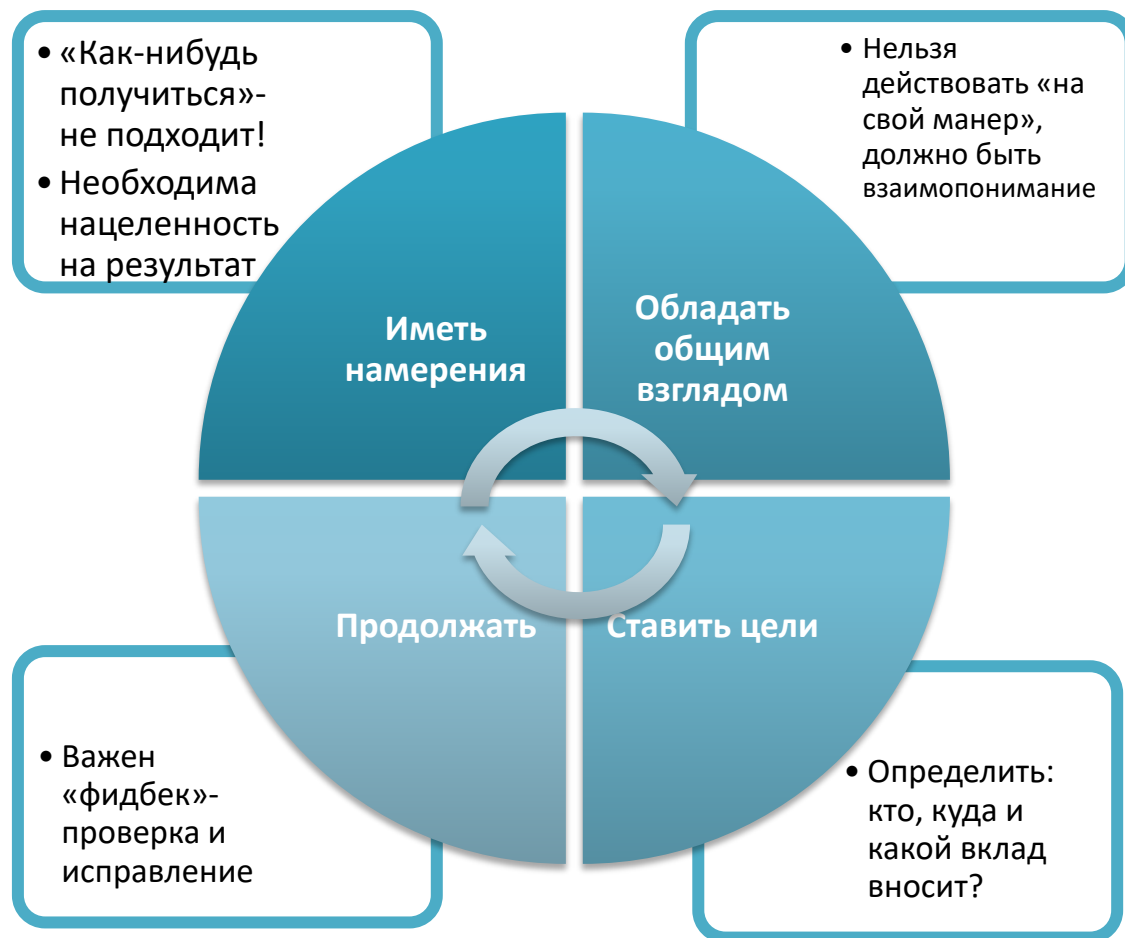 • «Как-нибудь
получиться»-
не подходит!
• Необходима
нацеленность
на результат
• Нельзя
действовать «на
свой манер»,
должно быть
взаимопонимание
Иметь
намерения
Обладать
общим
взглядом
Продолжать
Ставить цели
• Важен
«фидбек»-
проверка и
исправление
• Определить:
кто, куда и
какой вклад
вносит?